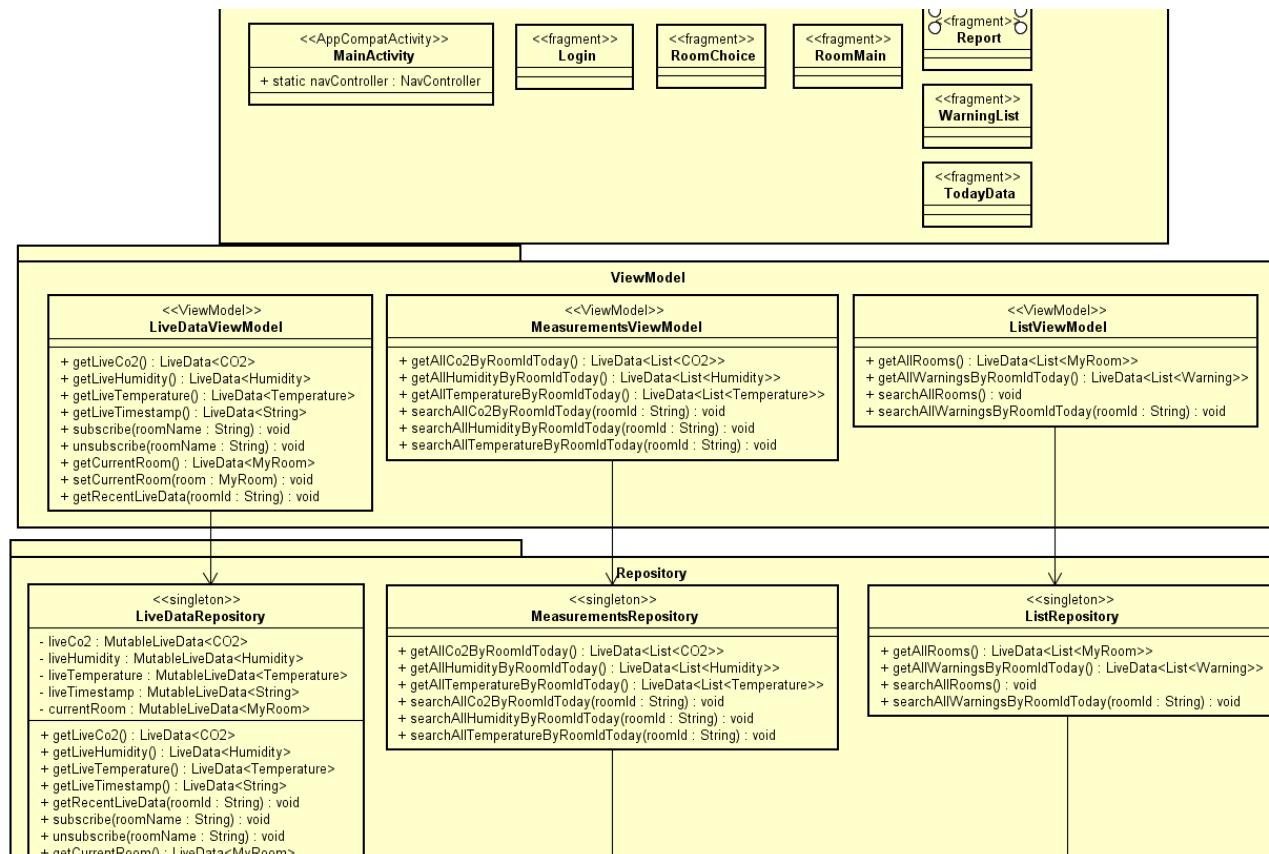 <<AppCompatActivity>>
MainActivity
+ static navController : NavController
<<fragment>>
Login
<<fragment>>
RoomChoice
<<fragment>>
RoomMain
<<fragment>>
Report
<<fragment>>
WarningList
<<fragment>>
TodayData
ViewModel
<<ViewModel>>
LiveDataViewModel
+ getLiveCo2() : LiveData<CO2>
+ getLiveHumidity() : LiveData<Humidity>
+ getLiveTemperature() : LiveData<Temperature>
+ getLiveTimestamp() : LiveData<String>
+ subscribe(roomName : String) : void
+ unsubscribe(roomName : String) : void
+ getCurrentRoom() : LiveData<MyRoom>
+ setCurrentRoom(room : MyRoom) : void
+ getRecentLiveData(roomId : String) : void
<<ViewModel>>
MeasurementsViewModel
+ getAllCo2ByRoomIdToday() : LiveData<List<CO2>>
+ getAllHumidityByRoomIdToday() : LiveData<List<Humidity>>
+ getAllTemperatureByRoomIdToday() : LiveData<List<Temperature>>
+ searchAllCo2ByRoomIdToday(roomId : String) : void
+ searchAllHumidityByRoomIdToday(roomId : String) : void
+ searchAllTemperatureByRoomIdToday(roomId : String) : void
<<ViewModel>>
ListViewModel
+ getAllRooms() : LiveData<List<MyRoom>>
+ getAllWarningsByRoomIdToday() : LiveData<List<Warning>>
+ searchAllRooms() : void
+ searchAllWarningsByRoomIdToday(roomId : String) : void
Repository
<<singleton>>
LiveDataRepository
- liveCo2 : MutableLiveData<CO2>
- liveHumidity : MutableLiveData<Humidity>
- liveTemperature : MutableLiveData<Temperature>
- liveTimestamp : MutableLiveData<String>
- currentRoom : MutableLiveData<MyRoom>
+ getLiveCo2() : LiveData<CO2>
+ getLiveHumidity() : LiveData<Humidity>
+ getLiveTemperature() : LiveData<Temperature>
+ getLiveTimestamp() : LiveData<String>
+ getRecentLiveData(roomId : String) : void
+ subscribe(roomName : String) : void
+ unsubscribe(roomName : String) : void
+ getCurrentRoom() : LiveData<MyRoom>
<<singleton>>
MeasurementsRepository
+ getAllCo2ByRoomIdToday() : LiveData<List<CO2>>
+ getAllHumidityByRoomIdToday() : LiveData<List<Humidity>>
+ getAllTemperatureByRoomIdToday() : LiveData<List<Temperature>>
+ searchAllCo2ByRoomIdToday(roomId : String) : void
+ searchAllHumidityByRoomIdToday(roomId : String) : void
+ searchAllTemperatureByRoomIdToday(roomId : String) : void
<<singleton>>
ListRepository
+ getAllRooms() : LiveData<List<MyRoom>>
+ getAllWarningsByRoomIdToday() : LiveData<List<Warning>>
+ searchAllRooms() : void
+ searchAllWarningsByRoomIdToday(roomId : String) : void